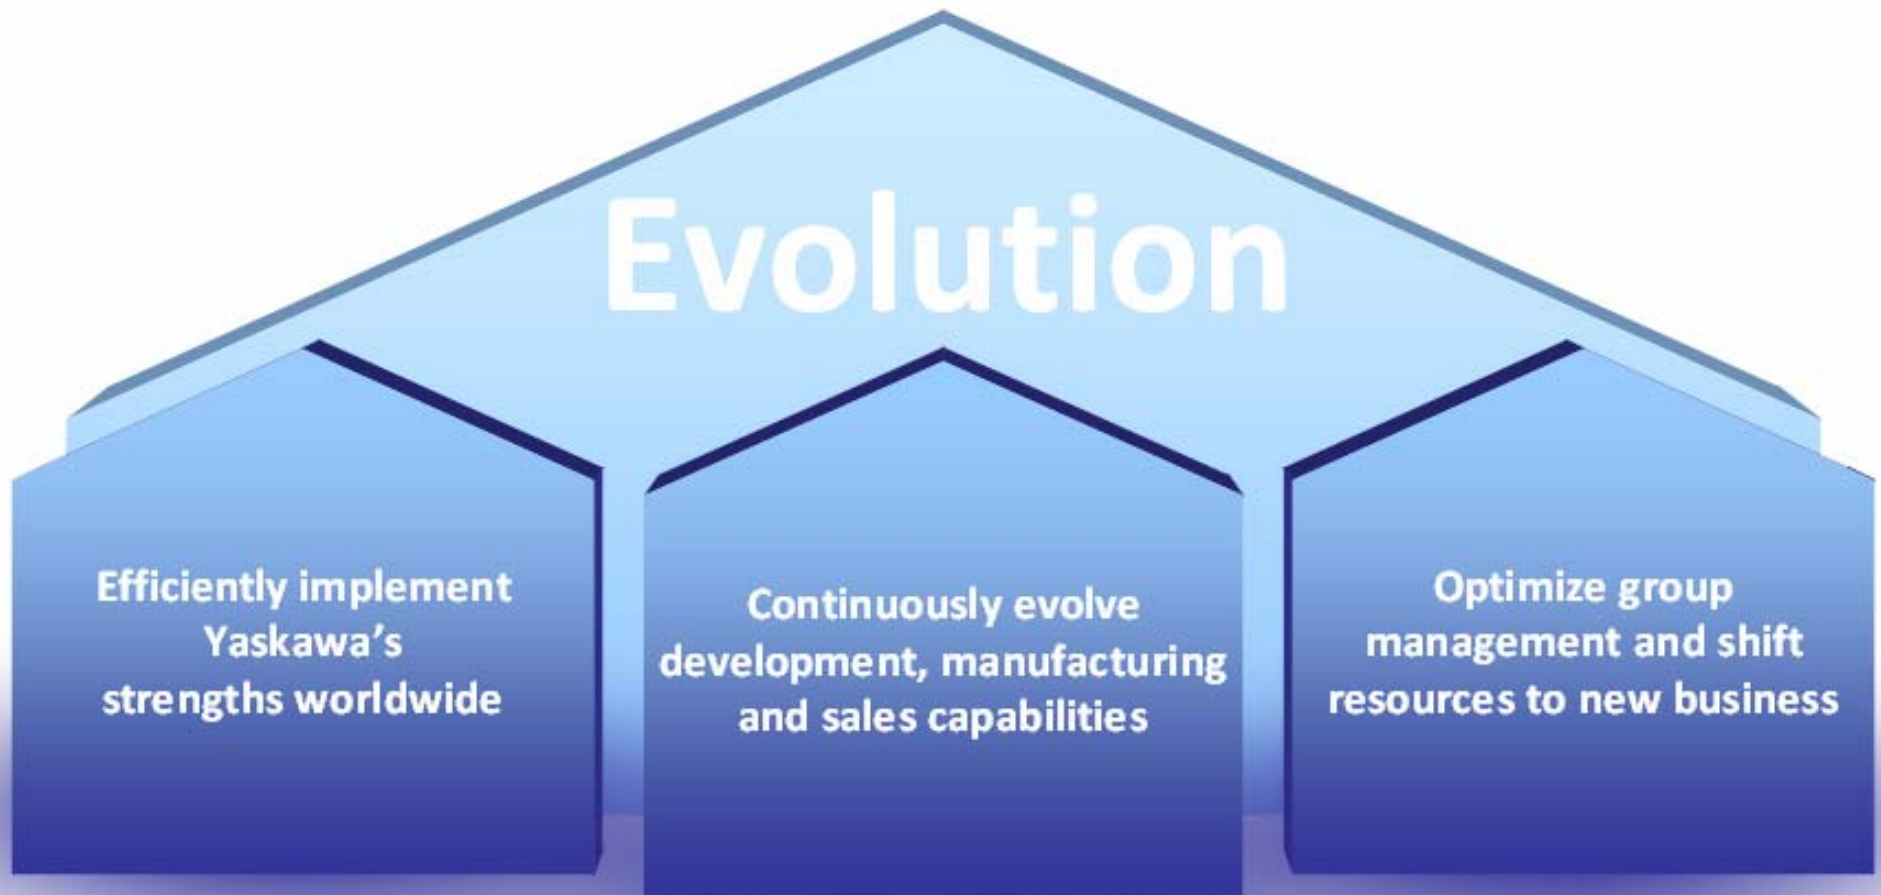 Evolution
Efficiently implement
Yaskawa’s
strengths worldwide
Continuously evolve
development, manufacturing
and sales capabilities
Optimize group
management and shift
resources to new business